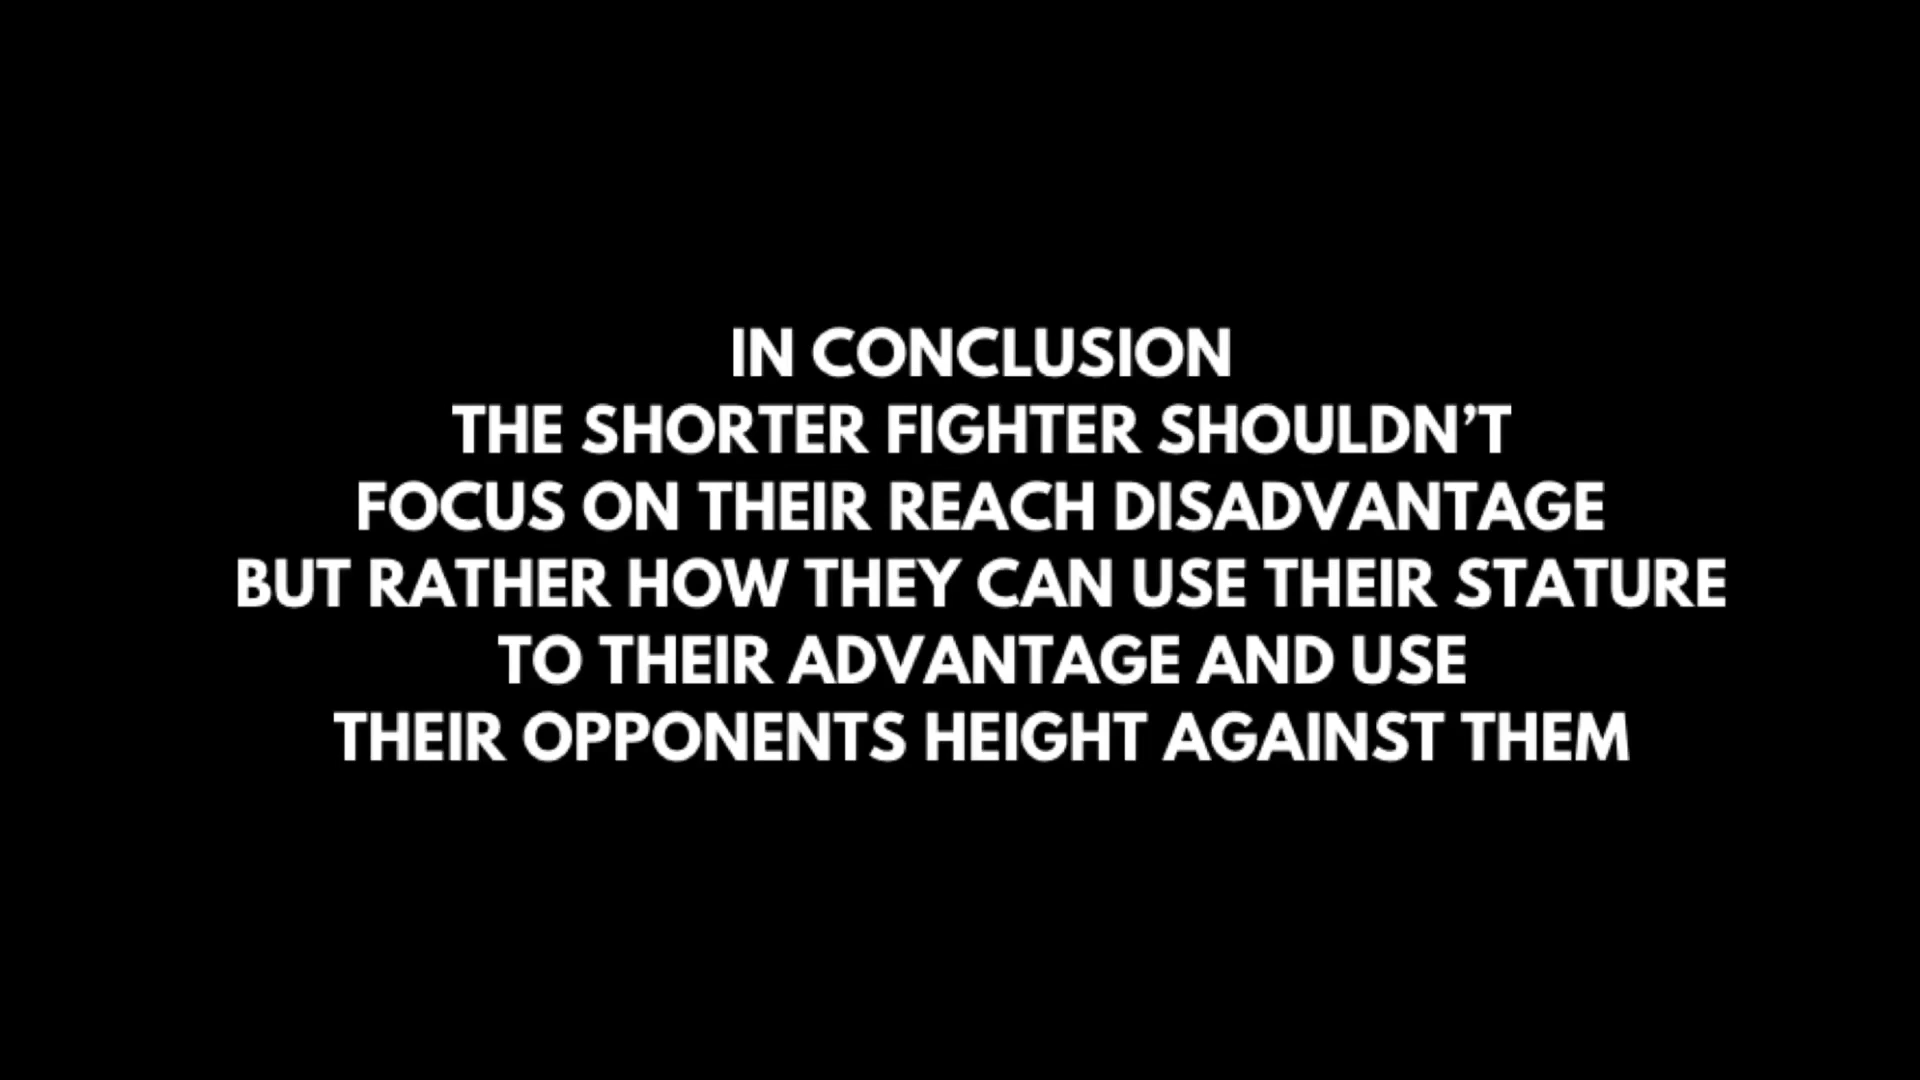 IN CONCLUSION
THE SHORTER FIGHTER SHOULDN’T
FOCUS ON THEIR REACH DISADVANTAGE
BUT RATHER HOW THEY CAN USE THEIR STATURE
TO THEIR ADVANTAGE AND USE
THEIR OPPONENTS HEIGHT AGAINST THEM